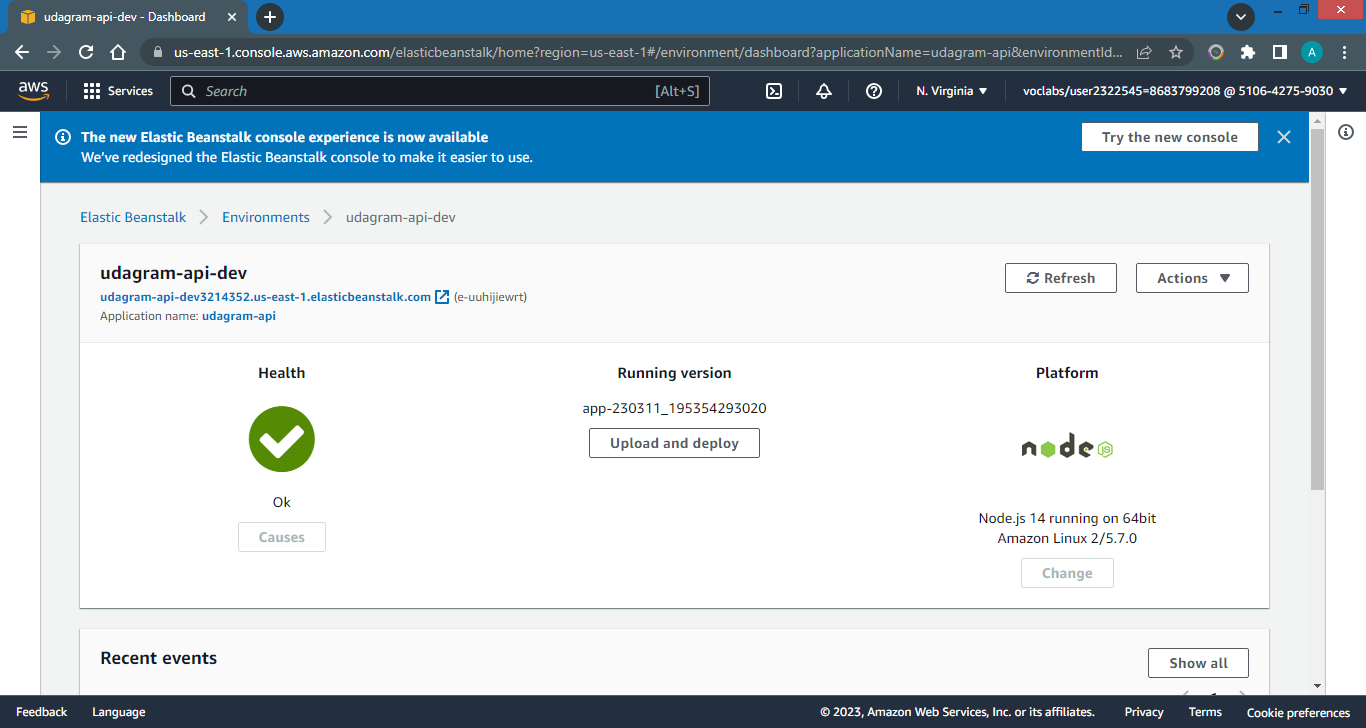 udagram-api-dev - Dashboard
us-east-1.console.aws.amazon.com/elasticbeanstalk/home?region=us-east-1#/environment/dashboard?applicationName=udagram-api&environmentId...
A
aws
Services
Search
[Alt+S]
N. Virginia
voclabs/user2322545=8683799208 @ 5106-4275-9030
The new Elastic Beanstalk console experience is now available
We've redesigned the Elastic Beanstalk console to make it easier to use.
Try the new console
Elastic Beanstalk
Environments
udagram-api-dev
udagram-api-dev
udagram-api-dev3214352.us-east-1.elasticbeanstalk.com (e-uuhijiewrt)
Application name: udagram-api
Refresh
Actions
Health
Ok
Causes
Running version
app-230311_195354293020
Upload and deploy
Platform
node JS
Node.js 14 running on 64bit
Amazon Linux 2/5.7.0
Change
Recent events
Show all
Feedback
Language
© 2023, Amazon Web Services, Inc. or its affiliates.
Privacy
Terms
Cookie preferences